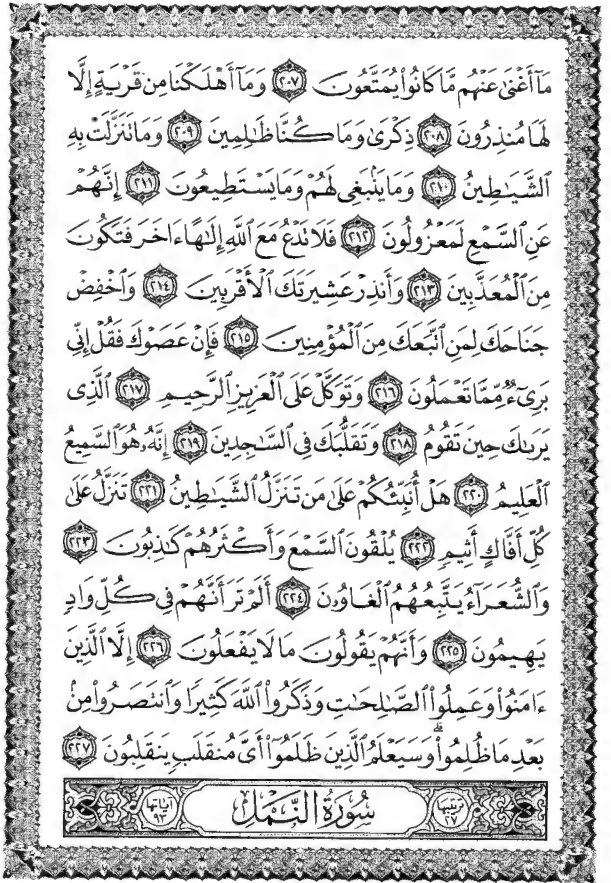 مَآ أَغْنَىٰ عَنْهُم مَّا كَانُوا۟ يُمَتَّعُونَ ٢٠٧ وَمَآ أَهْلَكْنَا مِن قَرْيَةٍ إِلَّا
لَهَا مُنذِرُونَ ٢٠٨ ذِكْرَىٰ وَمَا كُنَّا ظَـٰلِمِينَ ٢٠٩ وَمَا تَنَزَّلَتْ بِهِ
ٱلشَّيَـٰطِينُ ٢١٠ وَمَا يَنۢبَغِى لَهُمْ وَمَا يَسْتَطِيعُونَ ٢١١ إِنَّهُمْ
عَنِ ٱلسَّمْعِ لَمَعْزُولُونَ ٢١٢ فَلَا تَدْعُ مَعَ ٱللَّهِ إِلَـٰهًا ءَاخَرَ فَتَكُونَ
مِنَ ٱلْمُعَذَّبِينَ ٢١٣ وَأَنذِرْ عَشِيرَتَكَ ٱلْأَقْرَبِينَ ٢١٤ وَٱخْفِضْ
جَنَاحَكَ لِمَنِ ٱتَّبَعَكَ مِنَ ٱلْمُؤْمِنِينَ ٢١٥ فَإِنْ عَصَوْكَ فَقُلْ إِنِّى
بَرِىٓءٌ مِّمَّا تَعْمَلُونَ ٢١٦ وَتَوَكَّلْ عَلَى ٱلْعَزِيزِ ٱلرَّحِيمِ ٢١٧ ٱلَّذِى
يَرَىٰكَ حِينَ تَقُومُ ٢١٨ وَتَقَلُّبَكَ فِى ٱلسَّـٰجِدِينَ ٢١٩ إِنَّهُۥ هُوَ ٱلسَّمِيعُ
ٱلْعَلِيمُ ٢٢٠ هَلْ أُنَبِّئُكُمْ عَلَىٰ مَن تَنَزَّلُ ٱلشَّيَـٰطِينُ ٢٢١ تَنَزَّلُ عَلَىٰ
كُلِّ أَفَّاكٍ أَثِيمٍ ٢٢٢ يُلْقُونَ ٱلسَّمْعَ وَأَكْثَرُهُمْ كَـٰذِبُونَ ٢٢٣
وَٱلشُّعَرَآءُ يَتَّبِعُهُمُ ٱلْغَاوُۥنَ ٢٢٤ أَلَمْ تَرَ أَنَّهُمْ فِى كُلِّ وَادٍ
يَهِيمُونَ ٢٢٥ وَأَنَّهُمْ يَقُولُونَ مَا لَا يَفْعَلُونَ ٢٢٦ إِلَّا ٱلَّذِينَ
ءَامَنُوا۟ وَعَمِلُوا۟ ٱلصَّـٰلِحَـٰتِ وَذَكَرُوا۟ ٱللَّهَ كَثِيرًا وَٱنتَصَرُوا۟ مِنۢ
بَعْدِ مَا ظُلِمُوا۟ ۗ وَسَيَعْلَمُ ٱلَّذِينَ ظَلَمُوٓا۟ أَىَّ مُنقَلَبٍ يَنقَلِبُونَ ٢٢٧
ترتيبها ٢٧ سُورَةُ النَّمْلِ آياتها ٩٣